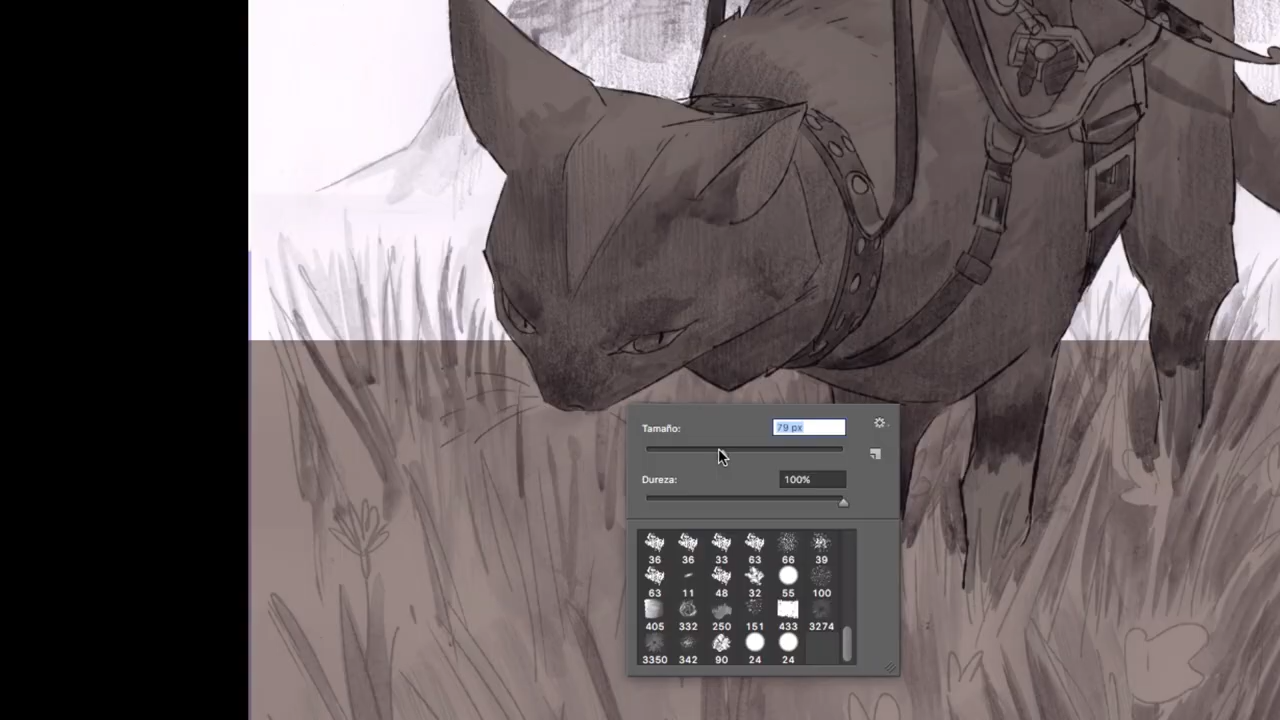 Tamaño: 79 px
Dureza: 100%
36 36 33 63 66 39
63 11 48 32 55 100
405 332 250 151 433 3274
3350 342 90 24 24